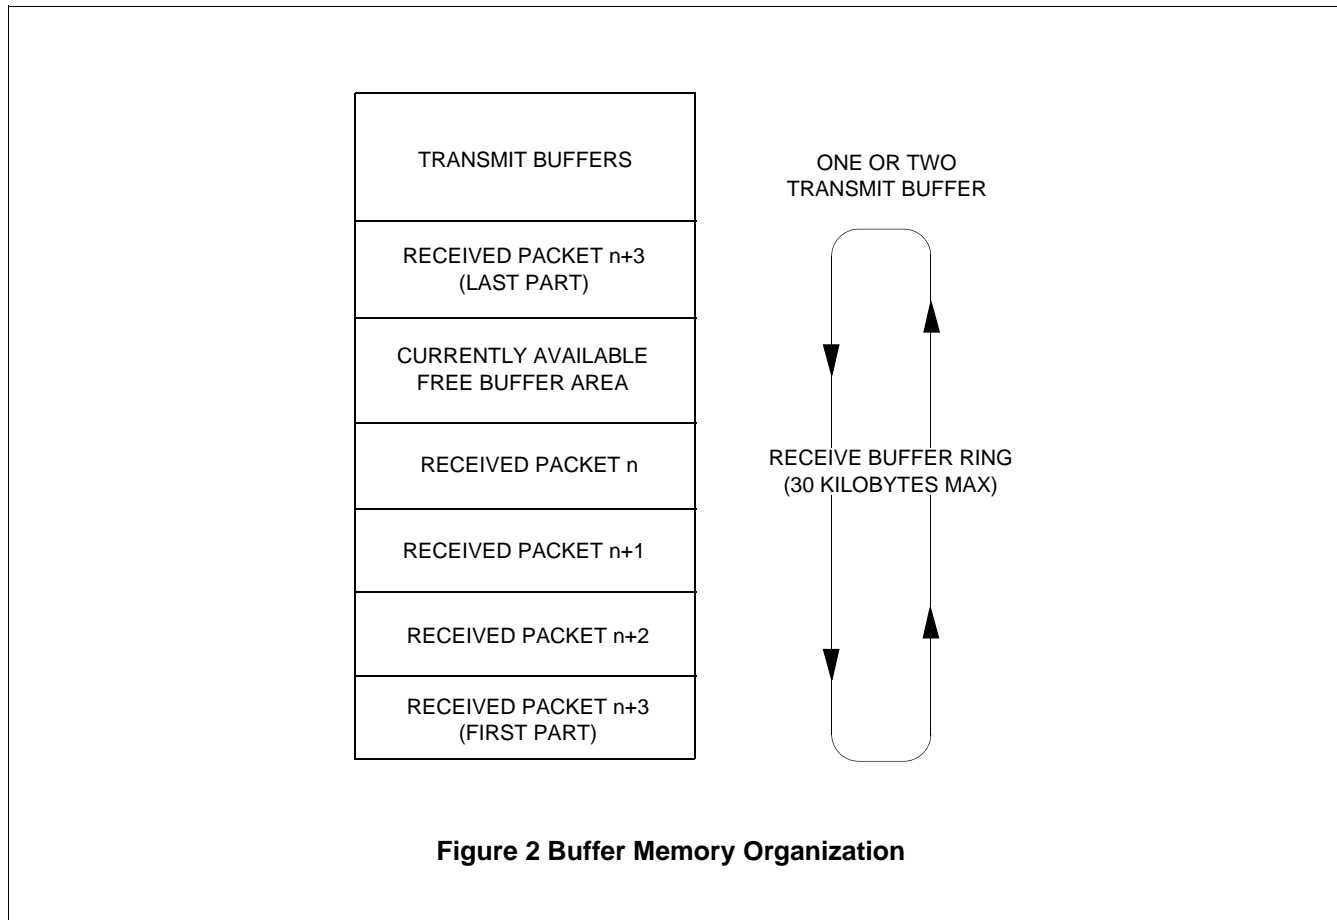 TRANSMIT BUFFERS
ONE OR TWO
TRANSMIT BUFFER
RECEIVED PACKET n+3
(LAST PART)
CURRENTLY AVAILABLE
FREE BUFFER AREA
RECEIVED PACKET n
RECEIVE BUFFER RING
(30 KILOBYTES MAX)
RECEIVED PACKET n+1
RECEIVED PACKET n+2
RECEIVED PACKET n+3
(FIRST PART)
Figure 2 Buffer Memory Organization